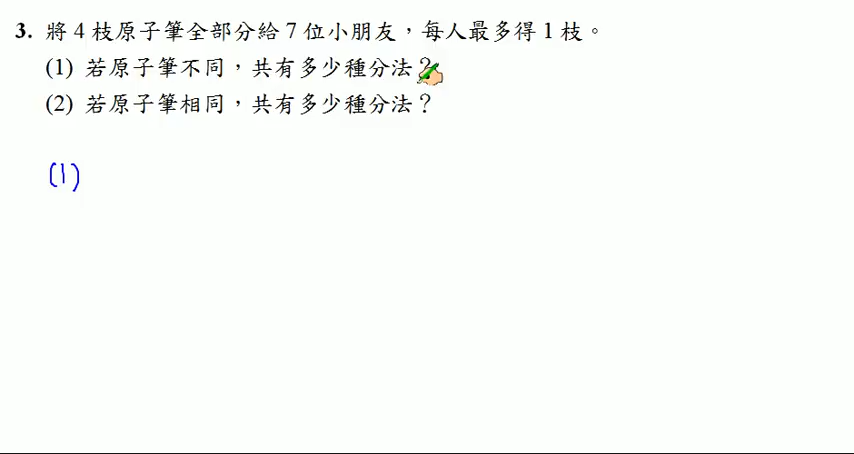 3. 將 4 枝原子筆全部分給 7 位小朋友，每人最多得 1 枝。
(1) 若原子筆不同，共有多少種分法？
(2) 若原子筆相同，共有多少種分法？
(1)